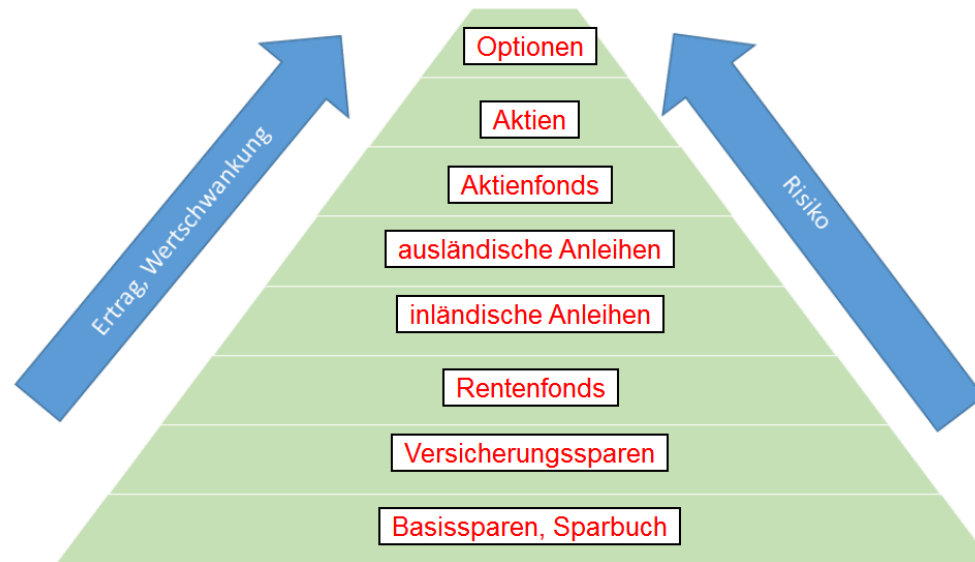 Optionen
Aktien
Aktienfonds
ausländische Anleihen
inländische Anleihen
Rentenfonds
Versicherungssparen
Basissparen, Sparbuch
Ertrag, Wertschwankung
Risiko